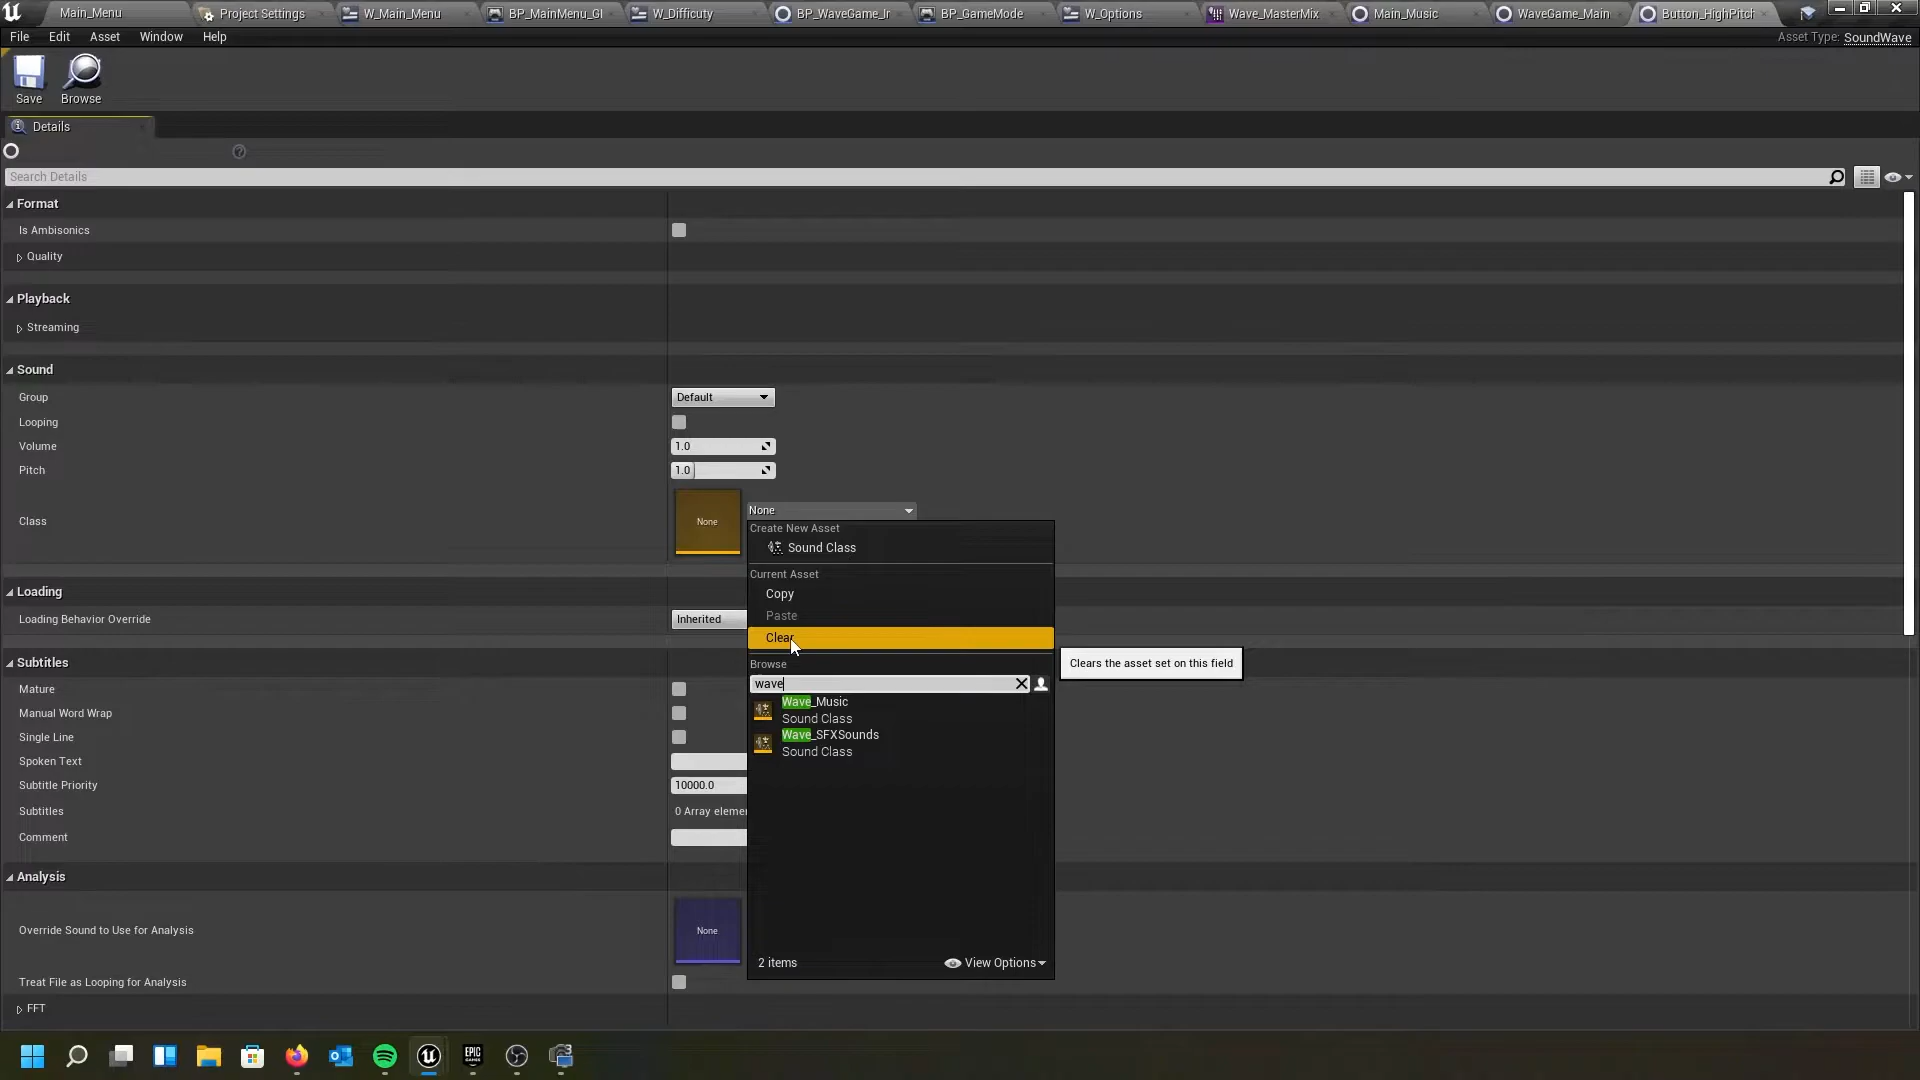 Main_Menu
Project Settings
W_Main_Menu
BP_MainMenu_GI
W_Difficuty
BP_WaveGame_Ir
BP_GameMode
W_Options
Wave_MasterMix
Main_Music
WaveGame_Main
Button_HighPitch
File
Edit
Asset
Window
Help
Asset Type: SoundWave
Save
Browse
Details
Search Details
Format
Is Ambisonics
Quality
Playback
Streaming
Sound
Group
Default
Looping
Volume
1.0
Pitch
1.0
Class
None
None
Create New Asset
Sound Class
Current Asset
Copy
Paste
Clear
Clears the asset set on this field
Browse
wave
Wave_Music
Sound Class
Wave_SFXSounds
Sound Class
2 items
View Options
Loading
Loading Behavior Override
Inherited
Subtitles
Mature
Manual Word Wrap
Single Line
Spoken Text
Subtitle Priority
10000.0
Subtitles
0 Array elemen
Comment
Analysis
Override Sound to Use for Analysis
None
Treat File as Looping for Analysis
FFT
EPIC
GAMES